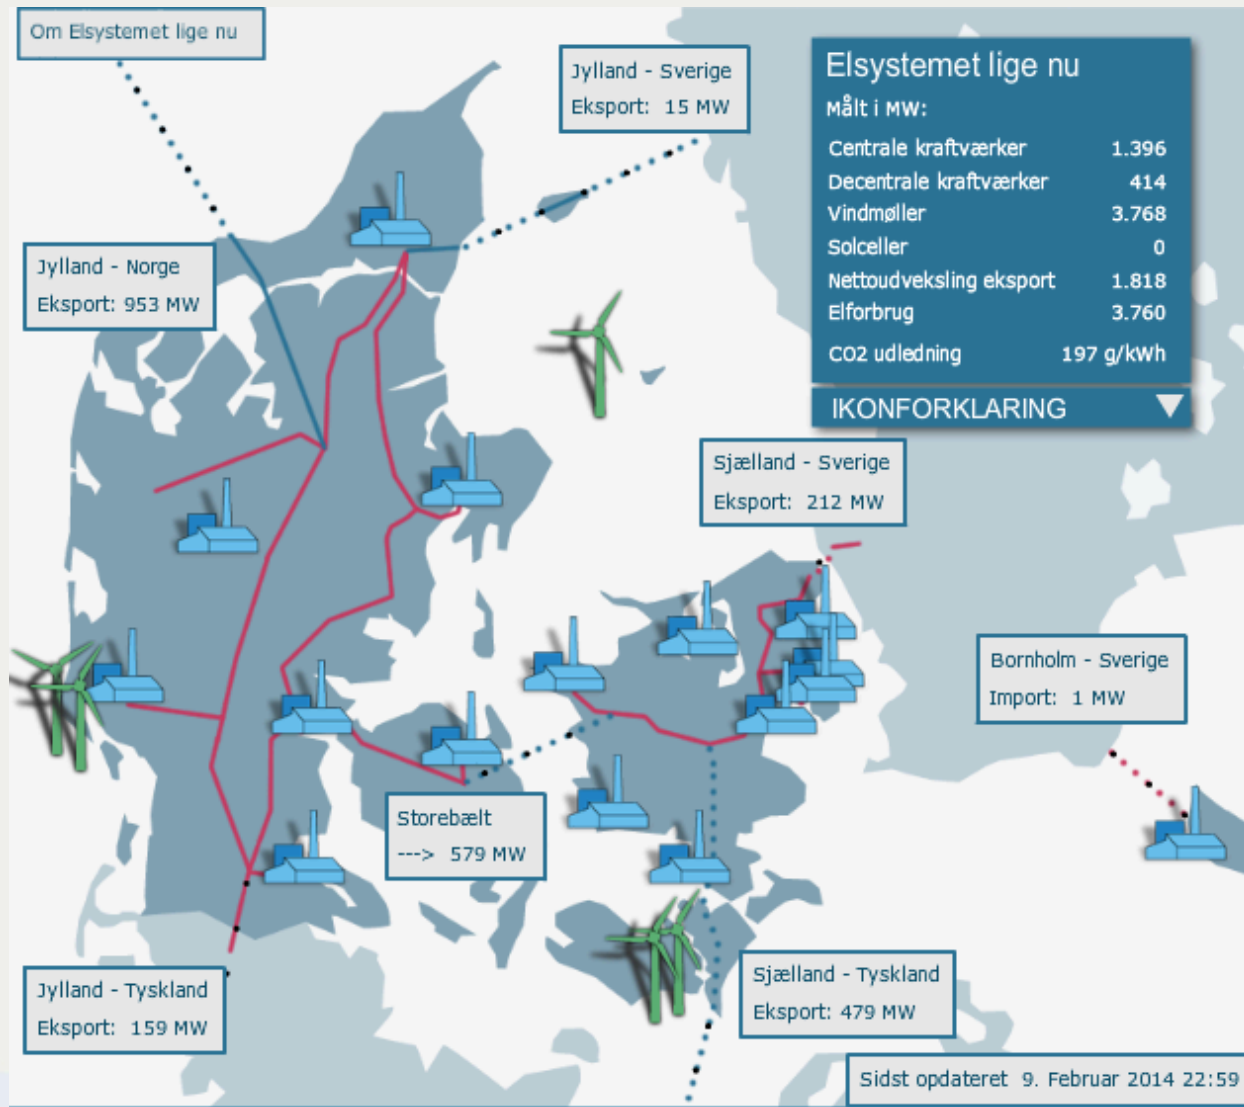 Om Elsystemet lige nu
Jylland - Sverige
Eksport: 15 MW
Elsystemet lige nu
Målt i MW:
Centrale kraftværker 1.396
Decentrale kraftværker 414
Vindmøller 3.768
Solceller 0
Nettoudveksling eksport 1.818
Elforbrug 3.760
CO2 udledning 197 g/kWh
IKONFORKLARING
Jylland - Norge
Eksport: 953 MW
Sjælland - Sverige
Eksport: 212 MW
Bornholm - Sverige
Import: 1 MW
Storebælt
---> 579 MW
Jylland - Tyskland
Eksport: 159 MW
Sjælland - Tyskland
Eksport: 479 MW
Sidst opdateret 9. Februar 2014 22:59